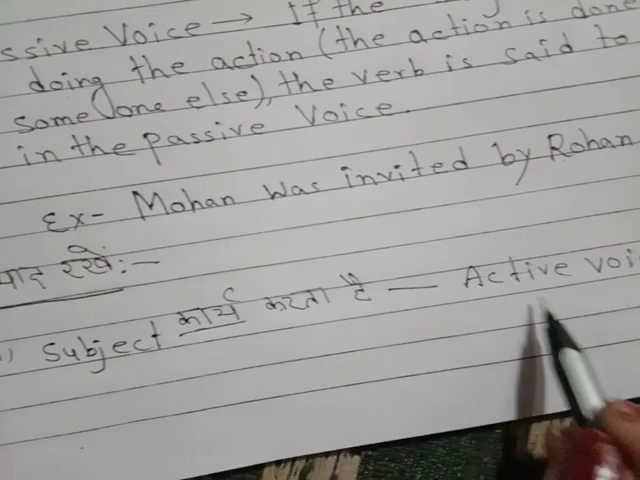 ssive Voice → If the
doing the action (the action is done
some one else), the verb is said to
in the passive voice.
Ex- Mohan was invited by Rohan
याद रखें:-
) Subject कार्य करता है — Active voi